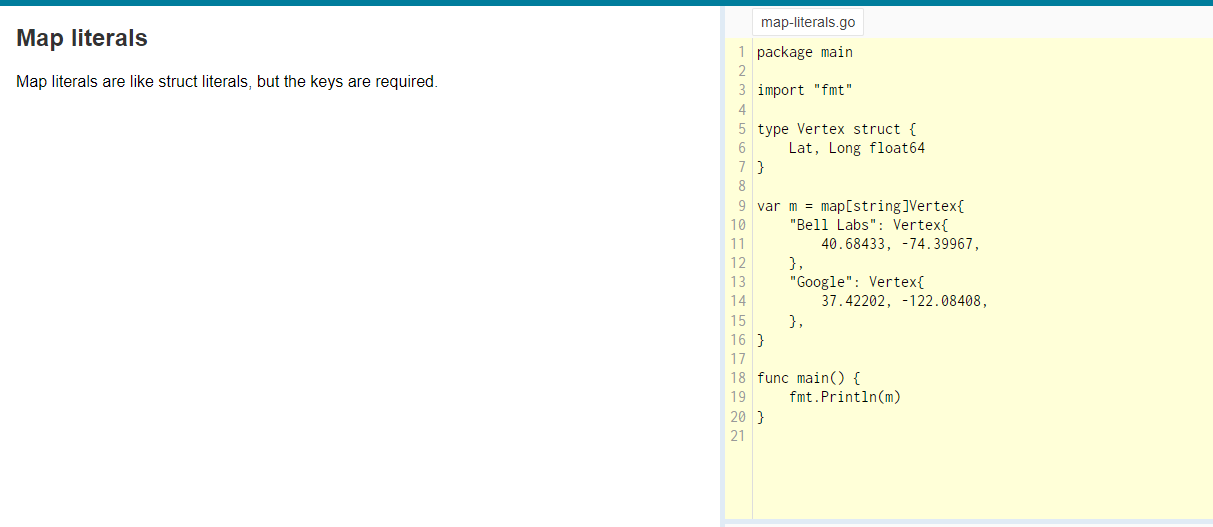 Map literals
Map literals are like struct literals, but the keys are required.
map-literals.go
1 package main
2
3 import "fmt"
4
5 type Vertex struct {
6     Lat, Long float64
7 }
8
9 var m = map[string]Vertex{
10     "Bell Labs": Vertex{
11         40.68433, -74.39967,
12     },
13     "Google": Vertex{
14         37.42202, -122.08408,
15     },
16 }
17
18 func main() {
19     fmt.Println(m)
20 }
21